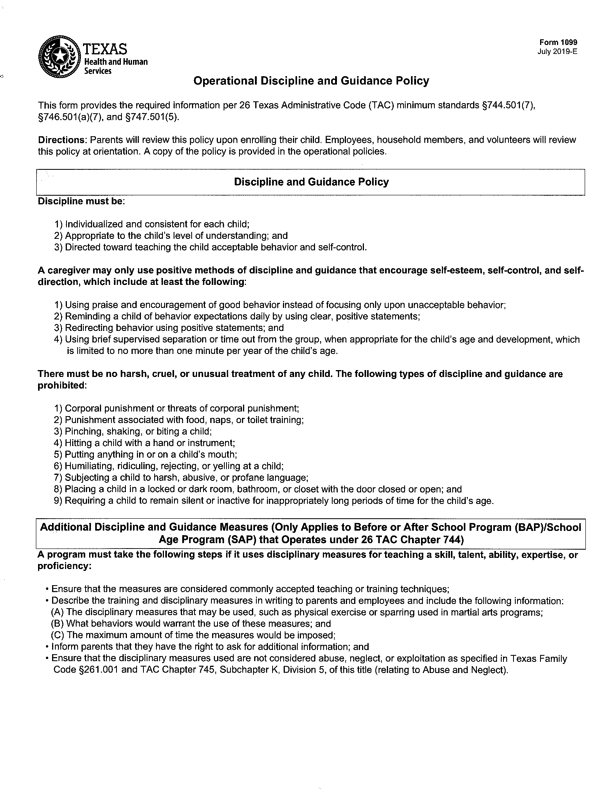 TEXAS
Health and Human
Services
Form 1099
July 2019-E
Operational Discipline and Guidance Policy
This form provides the required information per 26 Texas Administrative Code (TAC) minimum standards §744.501(7),
§746.501(a)(7), and §747.501(5).
Directions: Parents will review this policy upon enrolling their child. Employees, household members, and volunteers will review
this policy at orientation. A copy of the policy is provided in the operational policies.
Discipline and Guidance Policy
Discipline must be:
1) Individualized and consistent for each child;
2) Appropriate to the child's level of understanding; and
3) Directed toward teaching the child acceptable behavior and self-control.
A caregiver may only use positive methods of discipline and guidance that encourage self-esteem, self-control, and self-
direction, which include at least the following:
1) Using praise and encouragement of good behavior instead of focusing only upon unacceptable behavior;
2) Reminding a child of behavior expectations daily by using clear, positive statements;
3) Redirecting behavior using positive statements; and
4) Using brief supervised separation or time out from the group, when appropriate for the child's age and development, which
is limited to no more than one minute per year of the child's age.
There must be no harsh, cruel, or unusual treatment of any child. The following types of discipline and guidance are
prohibited:
1) Corporal punishment or threats of corporal punishment;
2) Punishment associated with food, naps, or toilet training;
3) Pinching, shaking, or biting a child;
4) Hitting a child with a hand or instrument;
5) Putting anything in or on a child's mouth;
6) Humiliating, ridiculing, rejecting, or yelling at a child;
7) Subjecting a child to harsh, abusive, or profane language;
8) Placing a child in a locked or dark room, bathroom, or closet with the door closed or open; and
9) Requiring a child to remain silent or inactive for inappropriately long periods of time for the child's age.
Additional Discipline and Guidance Measures (Only Applies to Before or After School Program (BAP)/School
Age Program (SAP) that Operates under 26 TAC Chapter 744)
A program must take the following steps if it uses disciplinary measures for teaching a skill, talent, ability, expertise, or
proficiency:
• Ensure that the measures are considered commonly accepted teaching or training techniques;
• Describe the training and disciplinary measures in writing to parents and employees and include the following information:
(A) The disciplinary measures that may be used, such as physical exercise or sparring used in martial arts programs;
(B) What behaviors would warrant the use of these measures; and
(C) The maximum amount of time the measures would be imposed;
• Inform parents that they have the right to ask for additional information; and
• Ensure that the disciplinary measures used are not considered abuse, neglect, or exploitation as specified in Texas Family
Code §261.001 and TAC Chapter 745, Subchapter K, Division 5, of this title (relating to Abuse and Neglect).